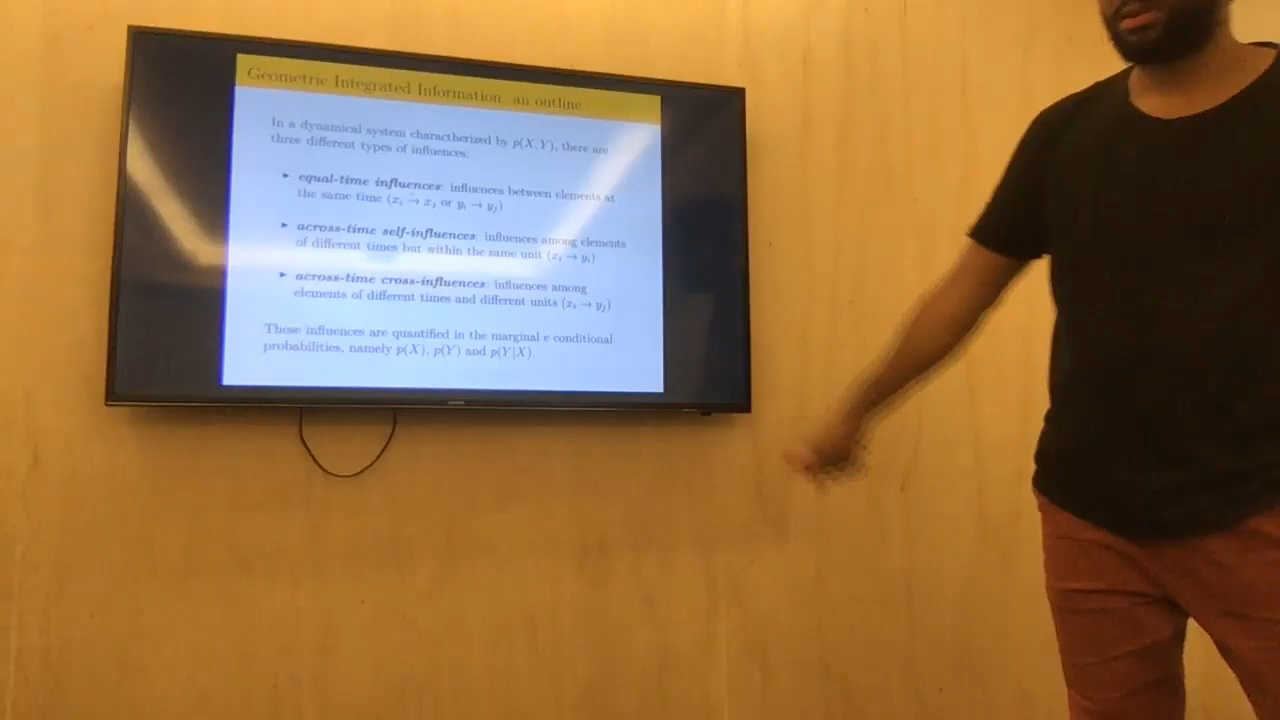 Geometric Integrated Information an outline
In a dynamical system charactherized by p(X,Y), there are
three different types of influences:
▸ equal-time influences: influences between elements at
the same time (xᵢ → xⱼ or yᵢ → yⱼ)
▸ across-time self-influences: influences among elements
of different times but within the same unit (xᵢ → yᵢ)
▸ across-time cross-influences: influences among
elements of different times and different units (xᵢ → yⱼ)
These influences are quantified in the marginal e conditional
probabilities, namely p(X), p(Y) and p(Y|X).